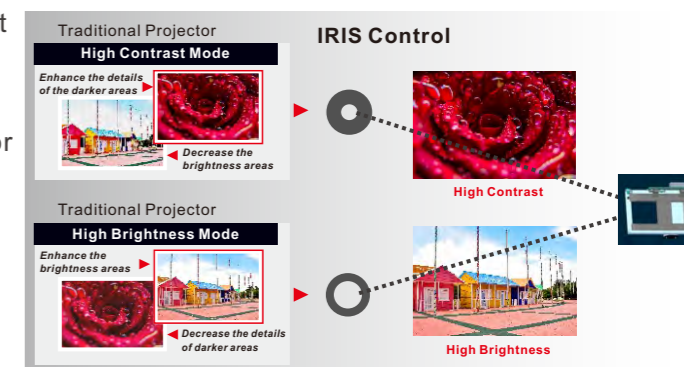 Traditional Projector
High Contrast Mode
Enhance the details
of the darker areas
Decrease the
brightness areas
IRIS Control
High Contrast
Traditional Projector
High Brightness Mode
Enhance the
brightness areas
Decrease the details
of darker areas
High Brightness